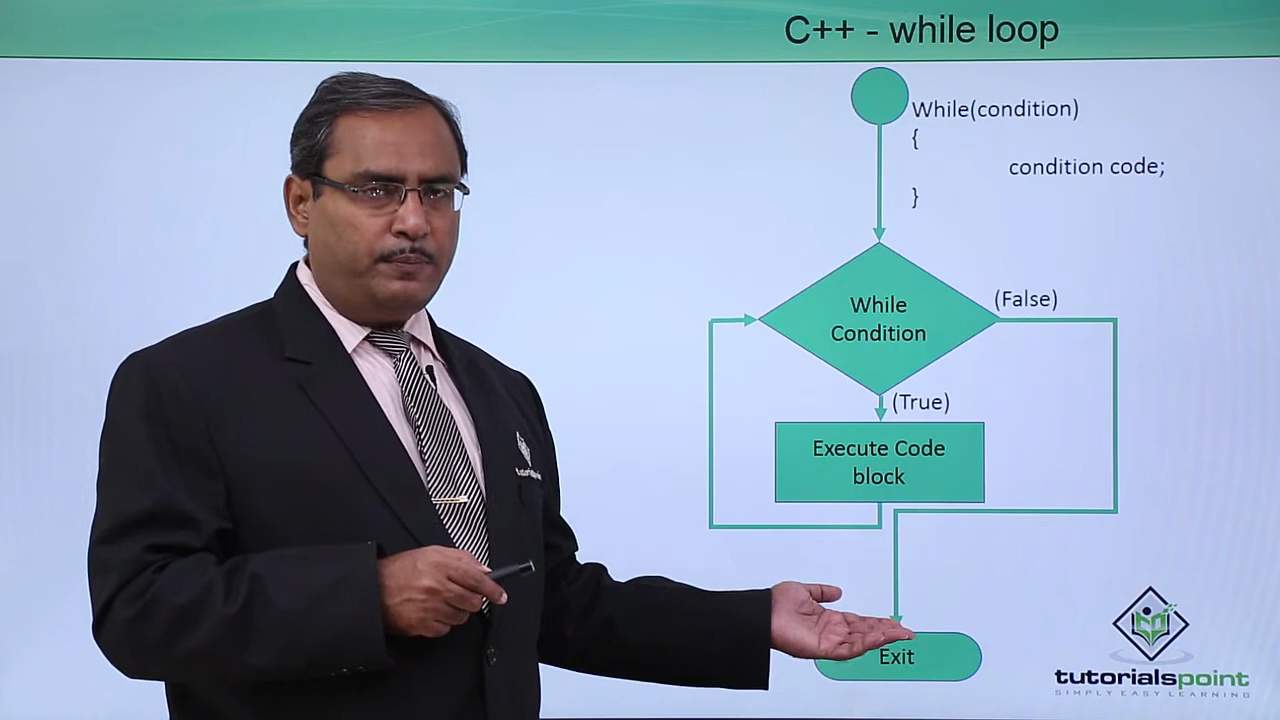 C++ - while loop
While(condition)
{
condition code;
}
While
Condition
(False)
(True)
Execute Code
block
Exit
tutorialspoint
SIMPLY EASY LEARNING